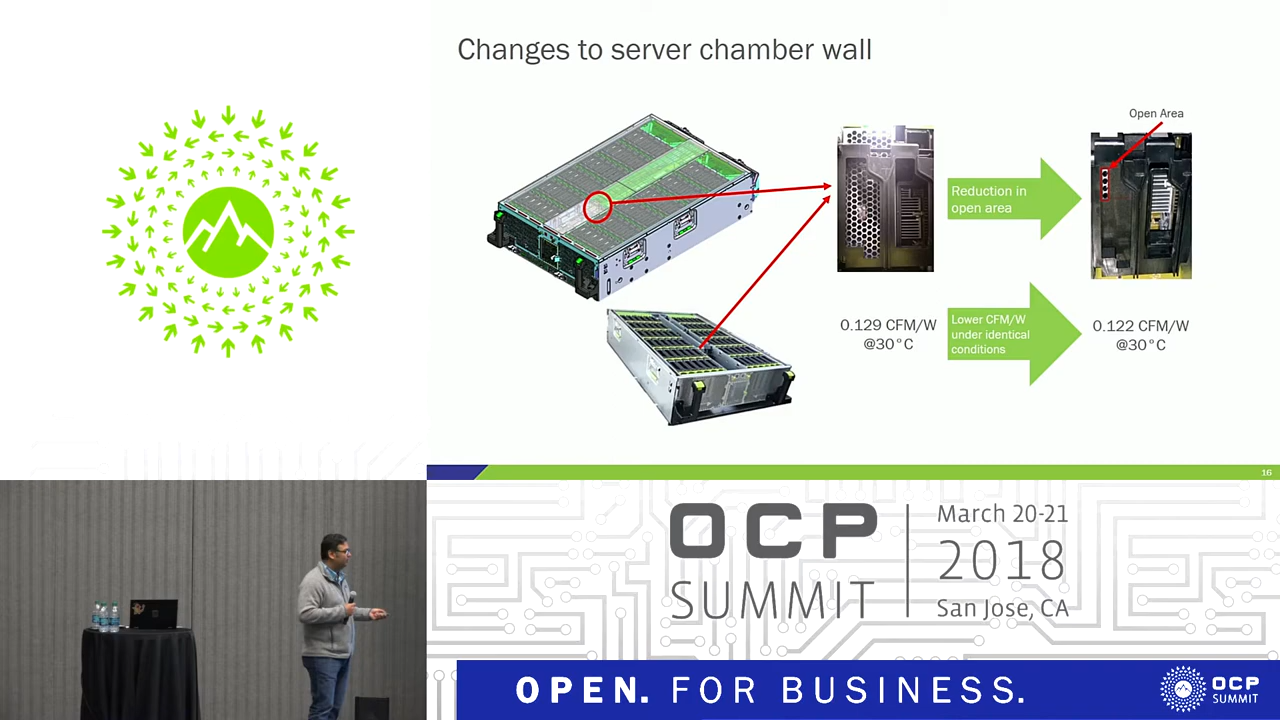 Changes to server chamber wall
Open Area
Reduction in
open area
0.129 CFM/W
@30°C
Lower CFM/W
under identical
conditions
0.122 CFM/W
@30°C
16
OCP
SUMMIT
March 20-21
2018
San Jose, CA
OPEN. FOR BUSINESS.
OCP
SUMMIT